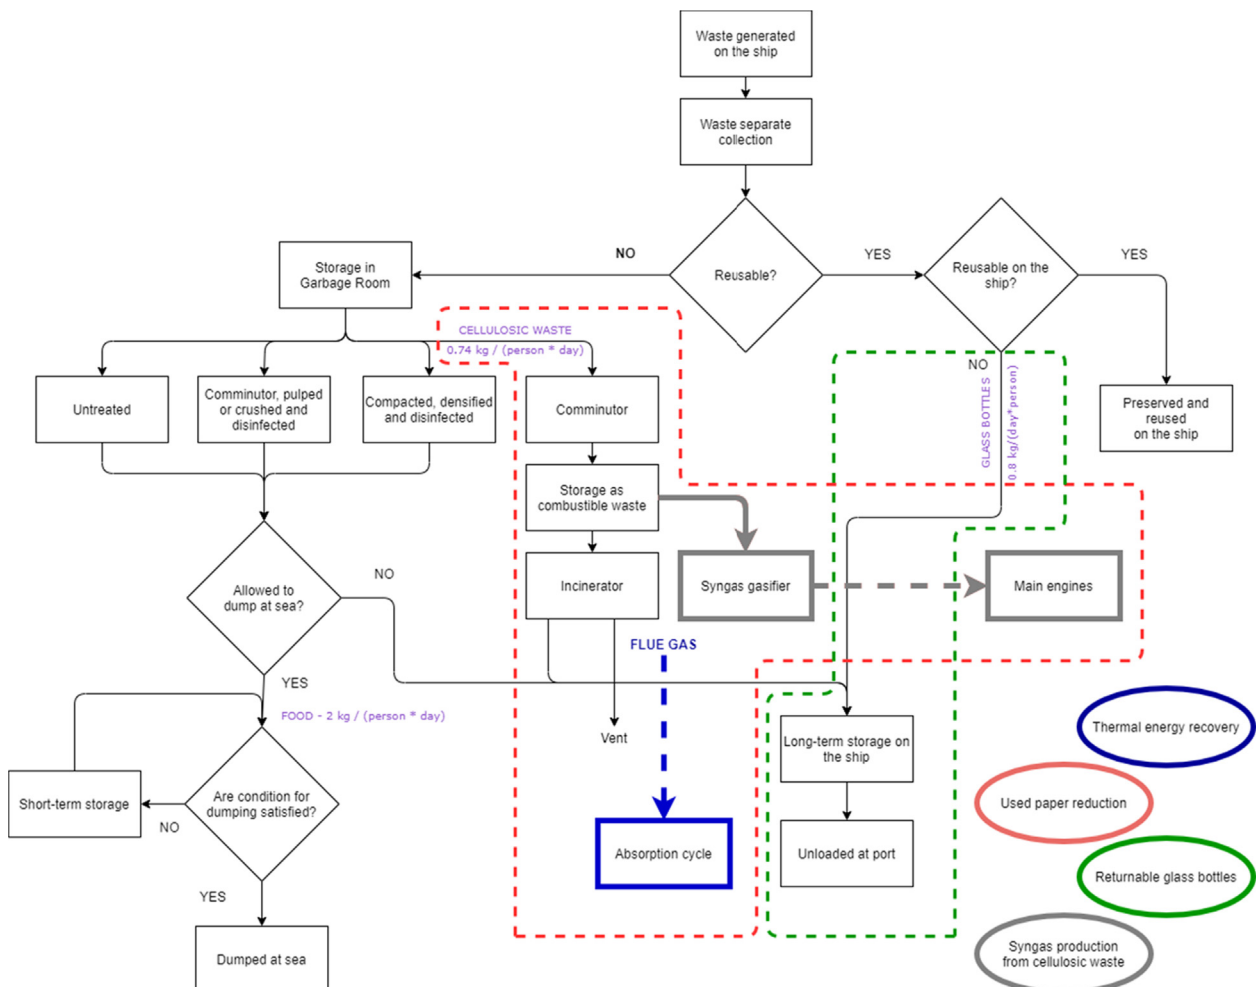 Waste generated
on the ship
Waste separate
collection
Reusable?
NO
YES
Reusable on the
ship?
YES
NO
Storage in
Garbage Room
CELLULOSIC WASTE
0.74 kg / (person * day)
GLASS BOTTLES
0.8 kg/(day*person)
Untreated
Comminutor, pulped
or crushed and
disinfected
Compacted, densified
and disinfected
Comminutor
Preserved and
reused
on the ship
Storage as
combustible waste
Incinerator
Syngas gasifier
Main engines
Allowed to
dump at sea?
NO
YES
FLUE GAS
FOOD - 2 kg / (person * day)
Vent
Long-term storage on
the ship
Thermal energy recovery
Short-term storage
NO
Are condition for
dumping satisfied?
Used paper reduction
Absorption cycle
Unloaded at port
Returnable glass bottles
YES
Dumped at sea
Syngas production
from cellulosic waste